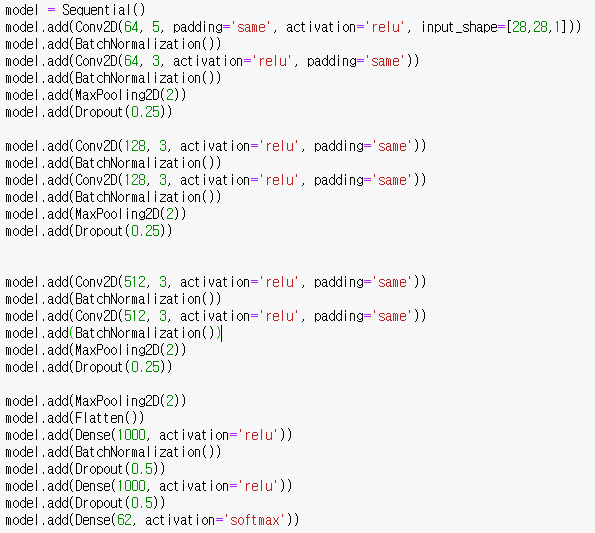 model = Sequential()
model.add(Conv2D(64, 5, padding='same', activation='relu', input_shape=[28,28,1]))
model.add(BatchNormalization())
model.add(Conv2D(64, 3, activation='relu', padding='same'))
model.add(BatchNormalization())
model.add(MaxPooling2D(2))
model.add(Dropout(0.25))
model.add(Conv2D(128, 3, activation='relu', padding='same'))
model.add(BatchNormalization())
model.add(Conv2D(128, 3, activation='relu', padding='same'))
model.add(BatchNormalization())
model.add(MaxPooling2D(2))
model.add(Dropout(0.25))
model.add(Conv2D(512, 3, activation='relu', padding='same'))
model.add(BatchNormalization())
model.add(Conv2D(512, 3, activation='relu', padding='same'))
model.add(BatchNormalization())
model.add(MaxPooling2D(2))
model.add(Dropout(0.25))
model.add(MaxPooling2D(2))
model.add(Flatten())
model.add(Dense(1000, activation='relu'))
model.add(BatchNormalization())
model.add(Dropout(0.5))
model.add(Dense(1000, activation='relu'))
model.add(Dropout(0.5))
model.add(Dense(62, activation='softmax'))